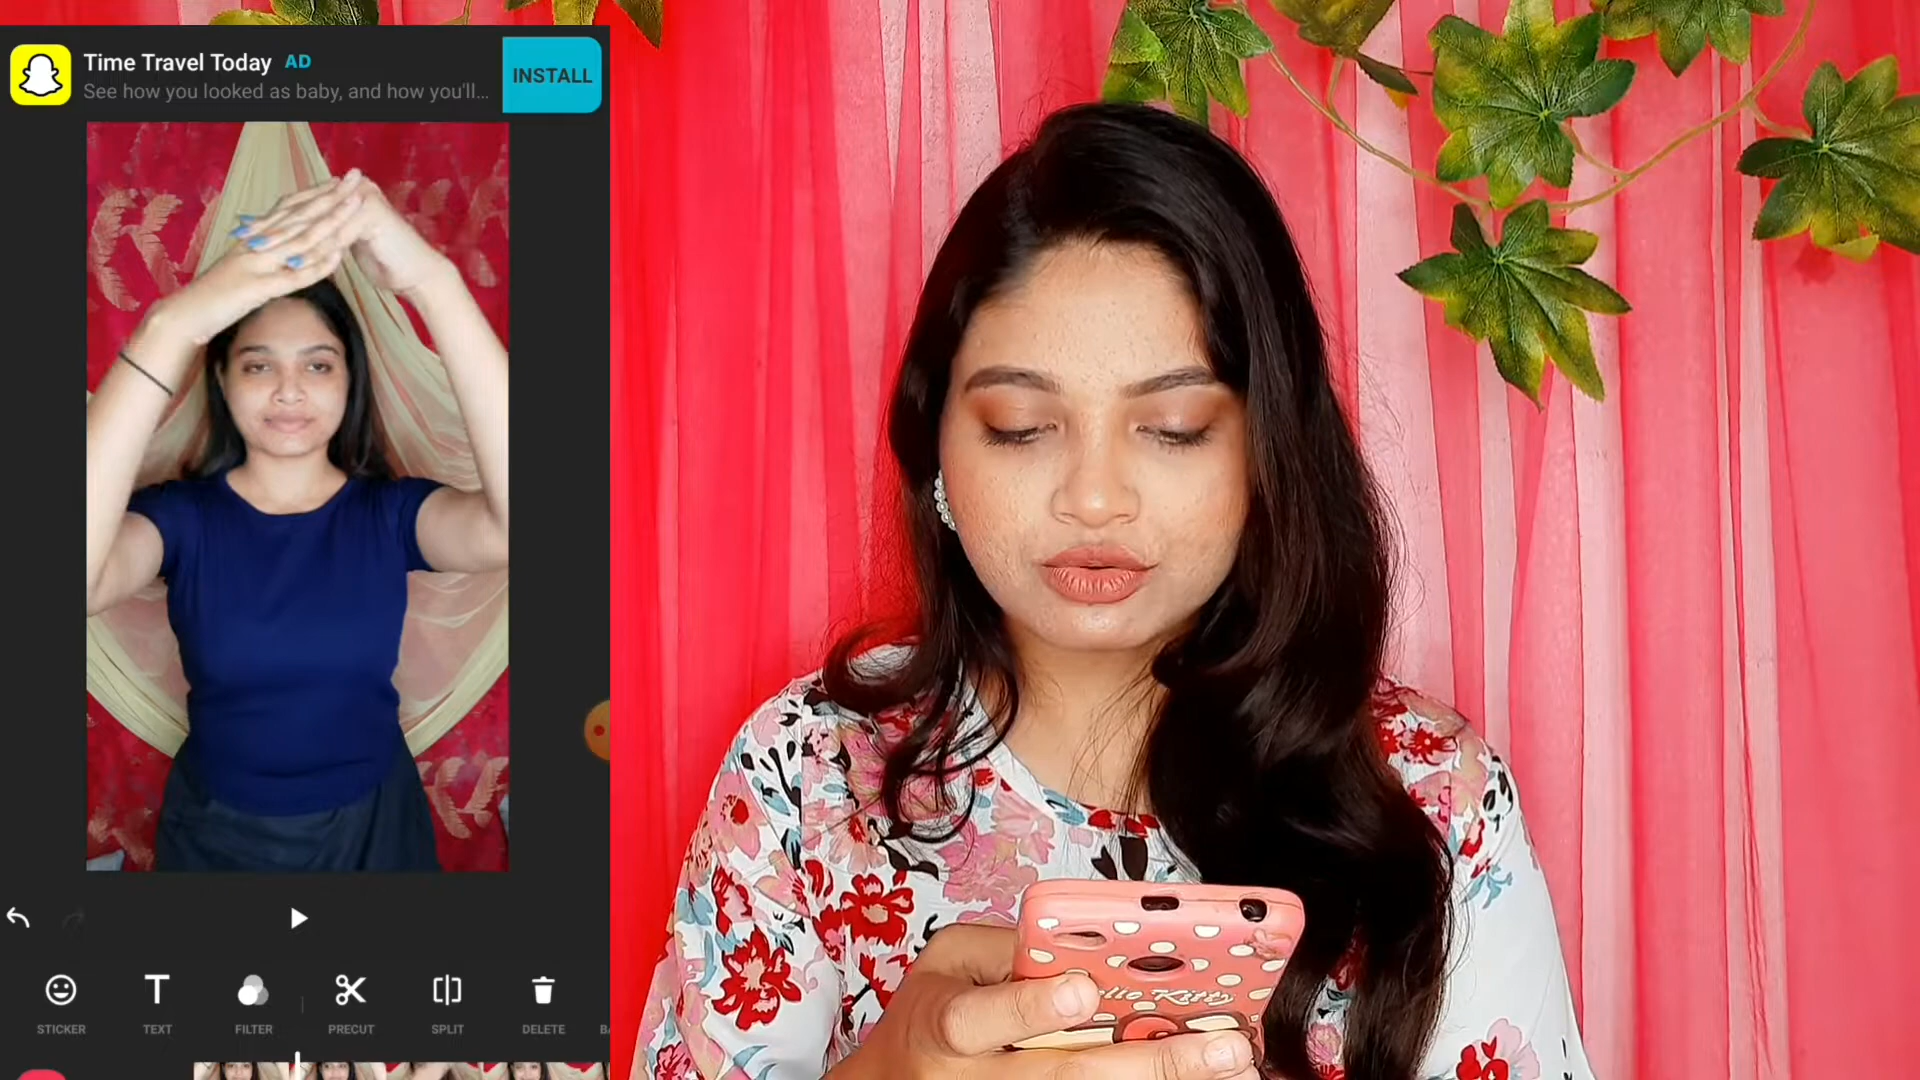 Time Travel Today AD
See how you looked as baby, and how you'll...
INSTALL
STICKER TEXT FILTER PRECUT SPLIT DELETE
Kitty